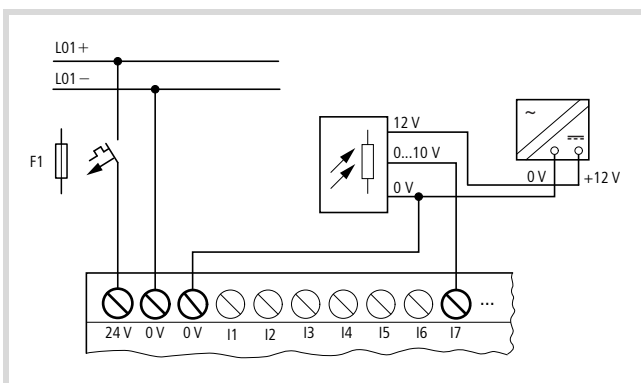 L01+
L01−
F1
12 V
0...10 V
0 V
~
0 V +12 V
24 V 0 V 0 V I1 I2 I3 I4 I5 I6 I7 ...